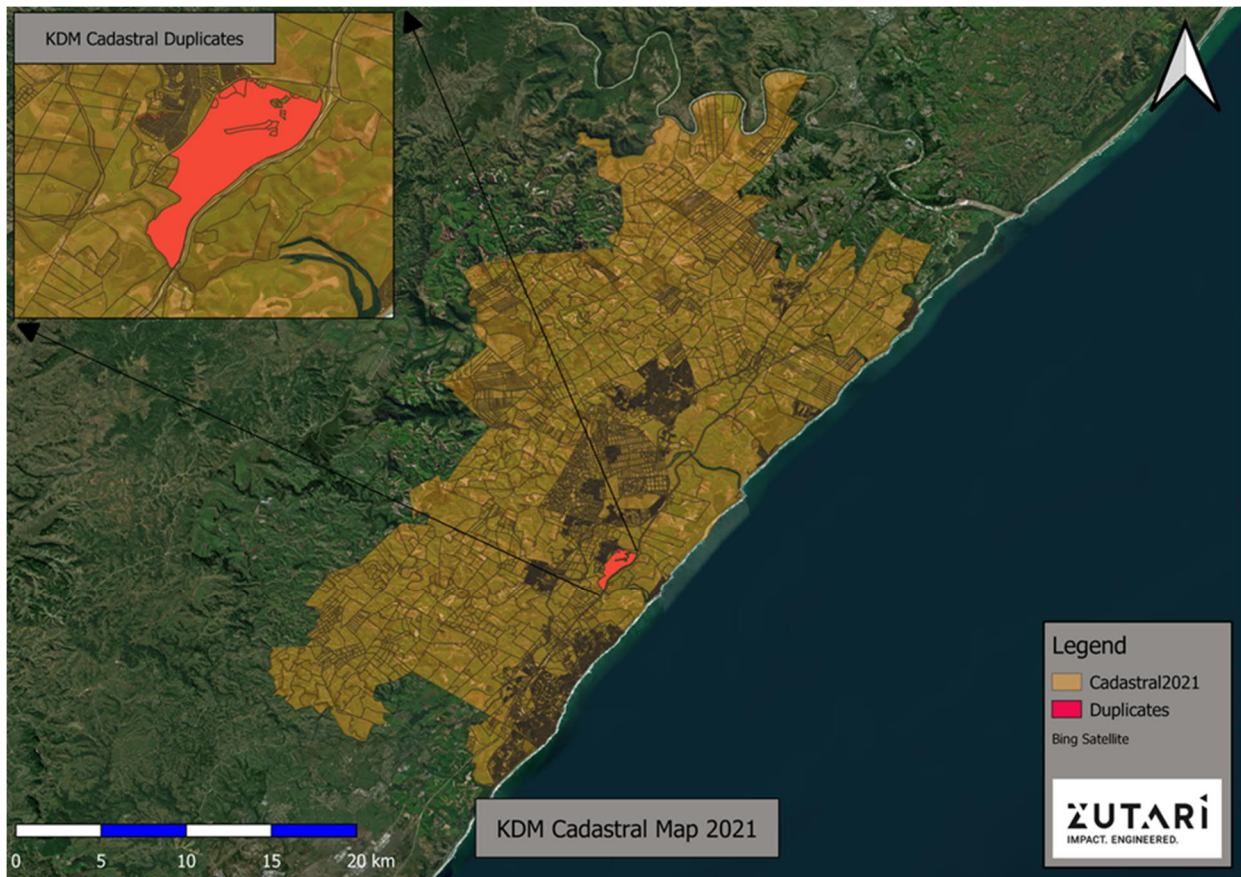 KDM Cadastral Duplicates
Legend
Cadastral2021
Duplicates
Bing Satellite
ZUTARI
IMPACT. ENGINEERED.
KDM Cadastral Map 2021
0 5 10 15 20 km